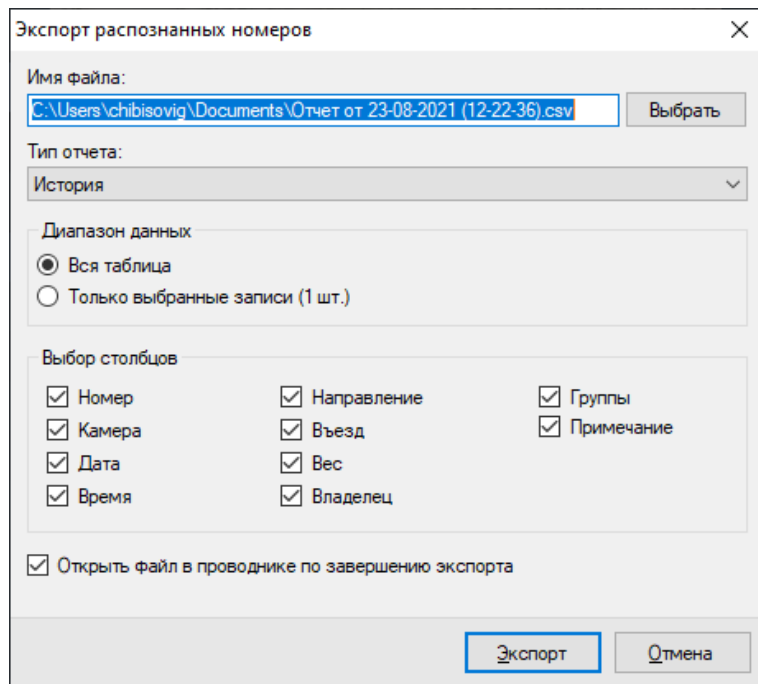 Экспорт распознанных номеров
Имя файла:
C:\Users\chibisovig\Documents\Отчет от 23-08-2021 (12-22-36).csv
Выбрать
Тип отчета:
История
Диапазон данных
Вся таблица
Только выбранные записи (1 шт.)
Выбор столбцов
Номер Направление Группы
Камера Въезд Примечание
Дата Вес
Время Владелец
Открыть файл в проводнике по завершению экспорта
Экспорт Отмена